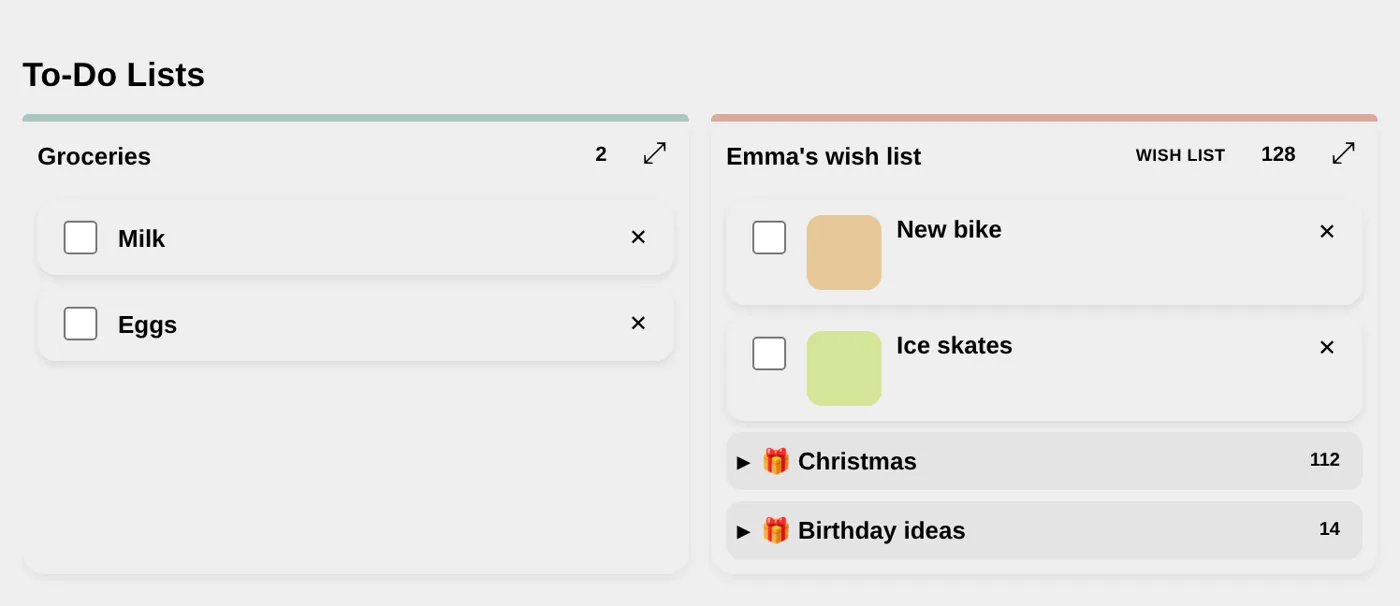 To-Do Lists
Groceries 2
Milk ✕
Eggs ✕
Emma's wish list WISH LIST 128
New bike ✕
Ice skates ✕
▶ 🎁 Christmas 112
▶ 🎁 Birthday ideas 14